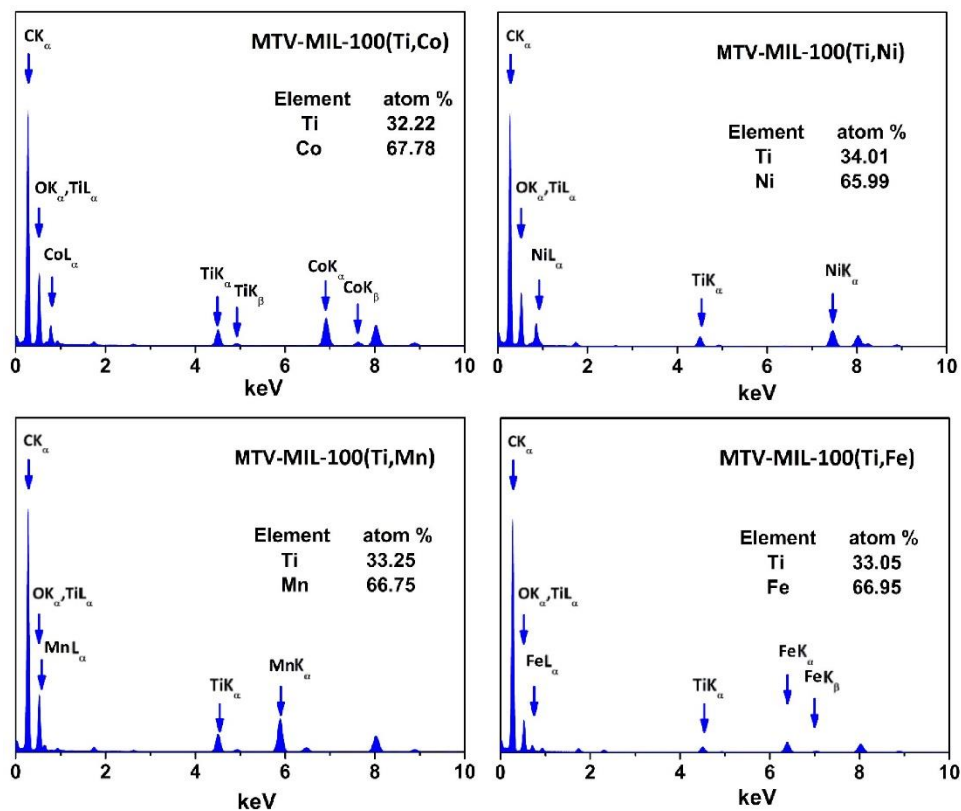 MTV-MIL-100(Ti,Co)
CKα
Element atom %
Ti 32.22
Co 67.78
OKα,TiLα
CoLα
TiKα
TiKβ
CoKα
CoKβ
0 2 4 6 8 10
keV
MTV-MIL-100(Ti,Ni)
CKα
Element atom %
Ti 34.01
Ni 65.99
OKα,TiLα
NiLα
TiKα
NiKα
0 2 4 6 8 10
keV
MTV-MIL-100(Ti,Mn)
CKα
Element atom %
Ti 33.25
Mn 66.75
OKα,TiLα
MnLα
TiKα
MnKα
0 2 4 6 8 10
keV
MTV-MIL-100(Ti,Fe)
CKα
Element atom %
Ti 33.05
Fe 66.95
OKα,TiLα
FeLα
TiKα
FeKα
FeKβ
0 2 4 6 8 10
keV